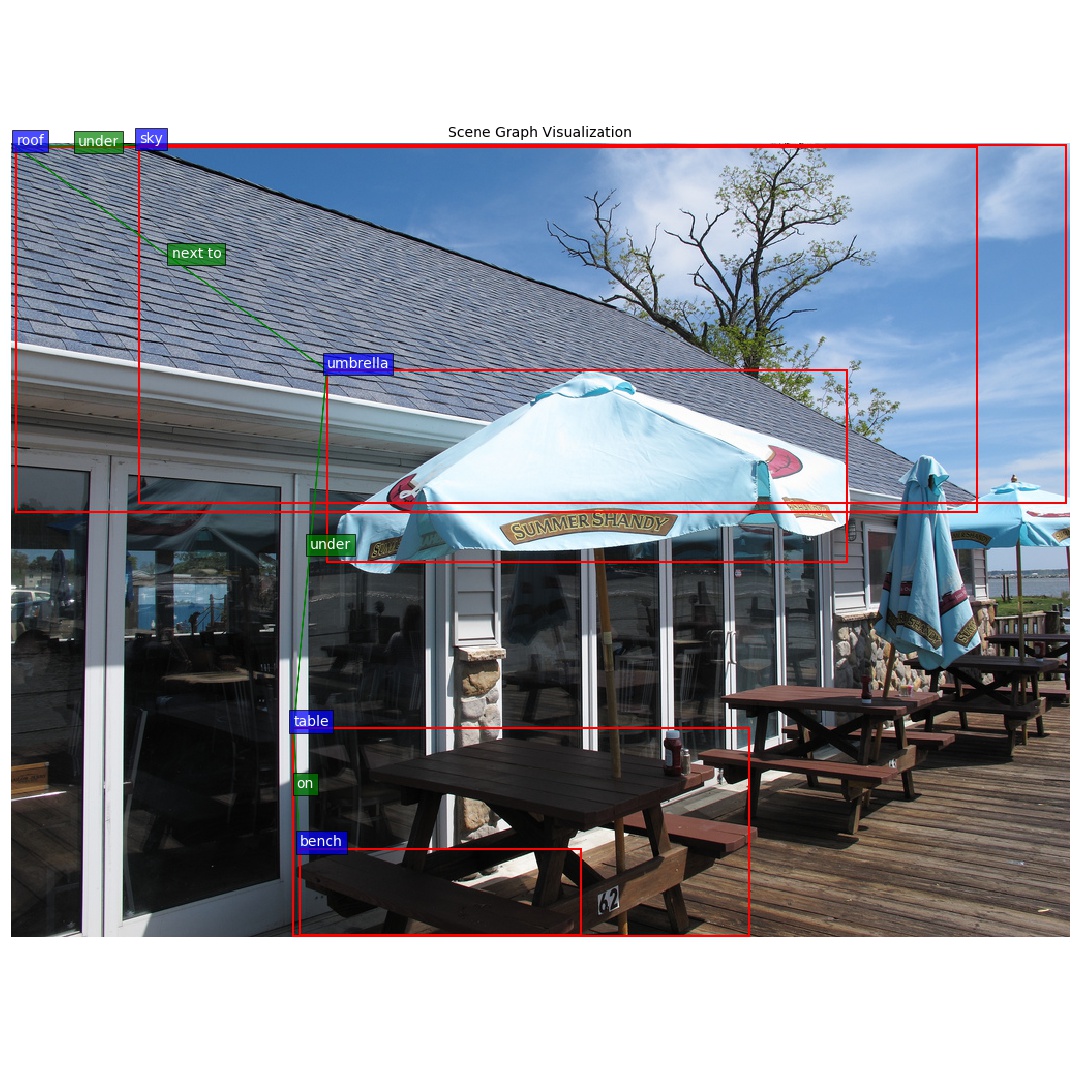 Scene Graph Visualization
roof
under
sky
next to
umbrella
SUMMER SHANDY
under
table
on
bench
62